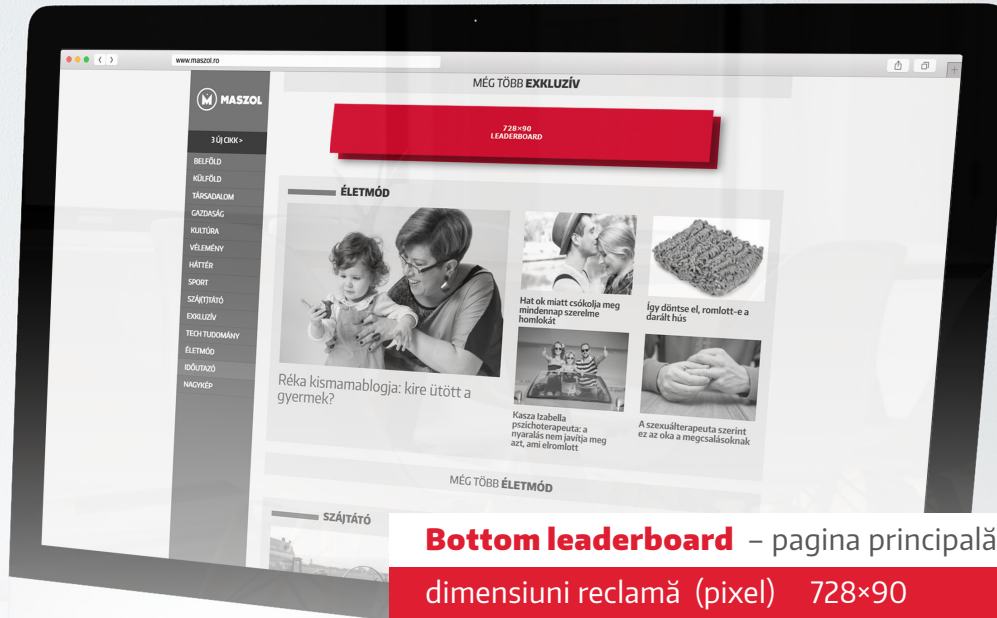 www.maszol.ro
MÉG TÖBB EXKLUZÍV
MASZOL
728×90
LEADERBOARD
3 ÚJ CIKK >
BELFÖLD
KÜLFÖLD
TÁRSADALOM
GAZDASÁG
KULTÚRA
VÉLEMÉNY
HÁTTÉR
SPORT
SZÁJ(T)TÁTÓ
EXKLUZÍV
TECH TUDOMÁNY
ÉLETMÓD
IDŐUTAZÓ
NAGYKÉP
ÉLETMÓD
Réka kismamablogja: kire ütött a
gyermek?
Hat ok miatt csókolja meg
mindennap szerelme
homlokát
Így döntse el, romlott-e a
darált hús
Kasza Izabella
pszichoterapeuta: a
nyaralás nem javítja meg
azt, ami elromlott
A szexuálterapeuta szerint
ez az oka a megcsalásoknak
MÉG TÖBB ÉLETMÓD
SZÁJTÁTÓ
Bottom leaderboard – pagina principală
dimensiuni reclamă (pixel) 728×90